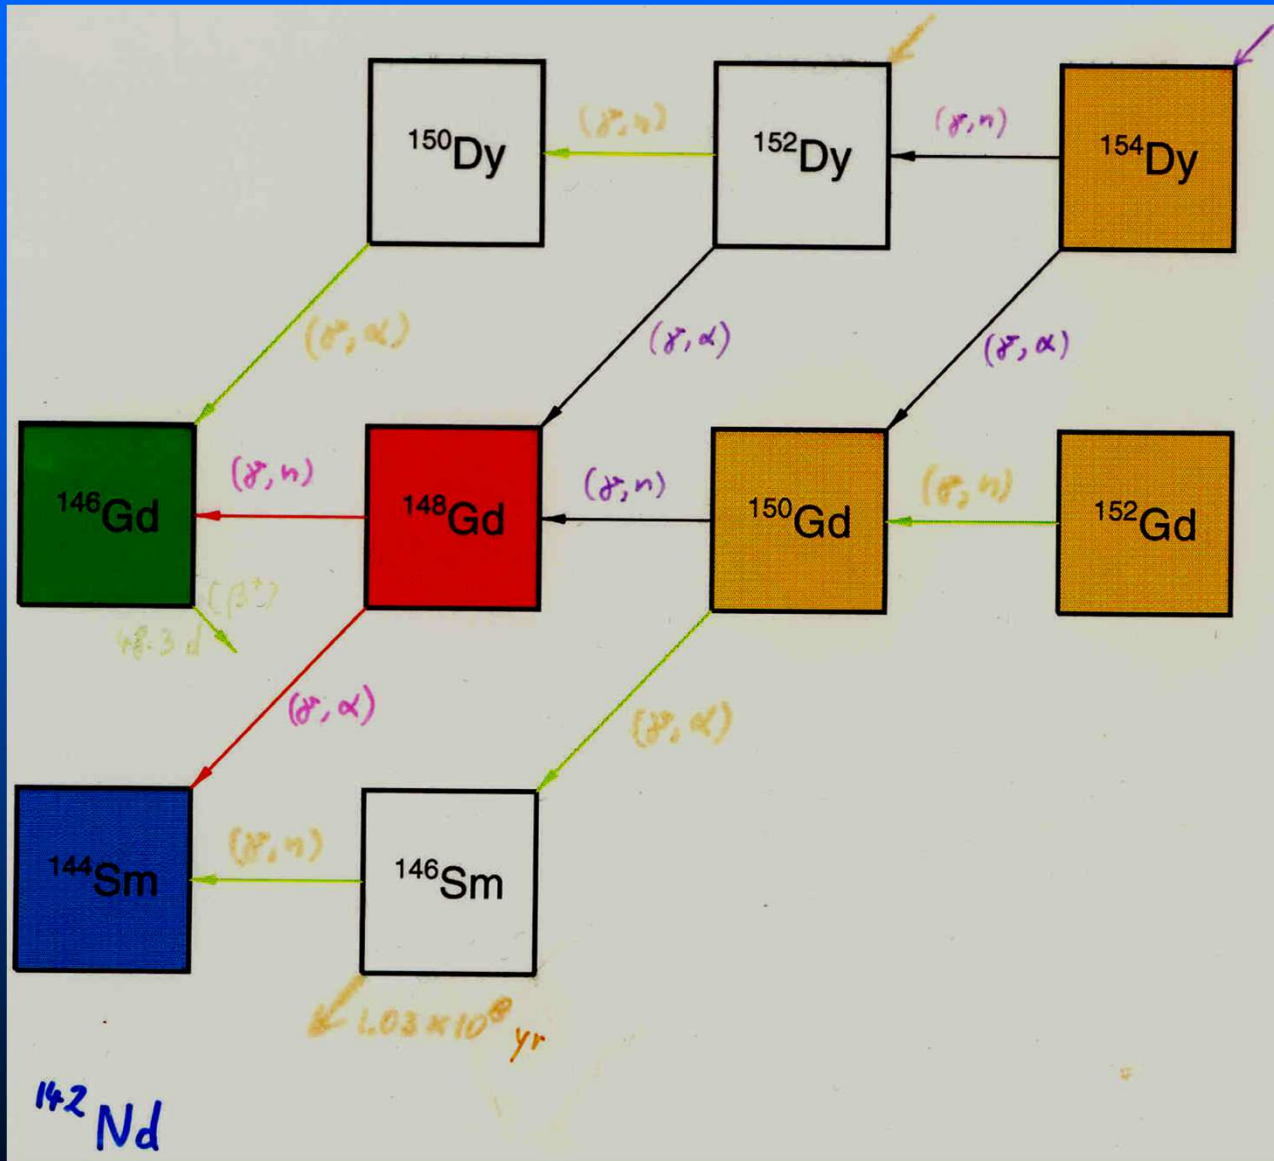 (γ,n) (γ,n)
¹⁵⁰Dy ¹⁵²Dy ¹⁵⁴Dy
(γ,α) (γ,α) (γ,α)
(γ,n) (γ,n) (γ,n)
¹⁴⁶Gd ¹⁴⁸Gd ¹⁵⁰Gd ¹⁵²Gd
(β⁺)
48.3 d
(γ,α) (γ,α)
(γ,n)
¹⁴⁴Sm ¹⁴⁶Sm
1.03×10⁸ yr
¹⁴²Nd